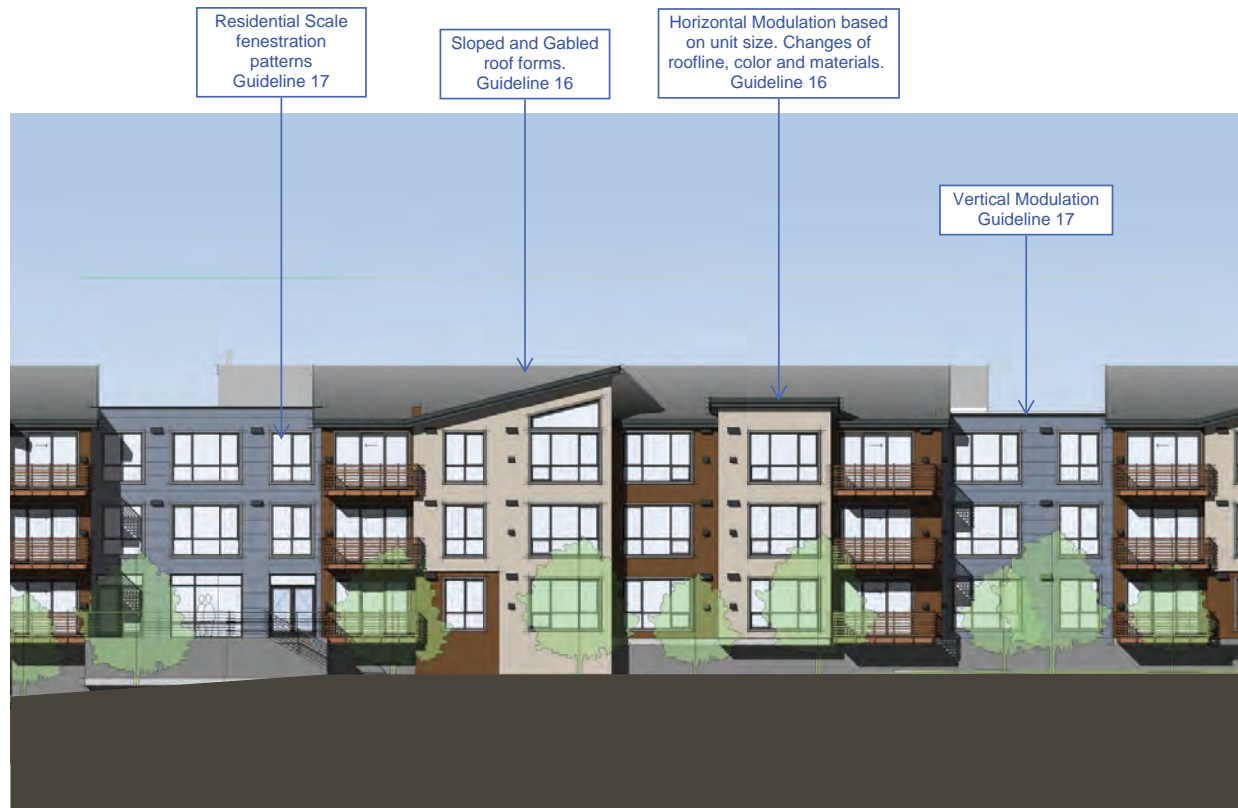 Residential Scale
fenestration
patterns
Guideline 17
Sloped and Gabled
roof forms.
Guideline 16
Horizontal Modulation based
on unit size. Changes of
roofline, color and materials.
Guideline 16
Vertical Modulation
Guideline 17